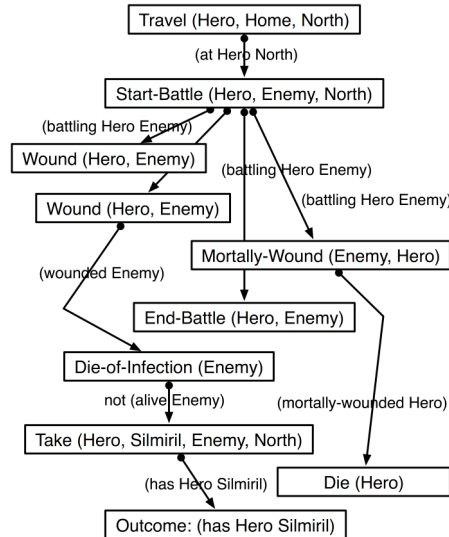 Travel (Hero, Home, North)
(at Hero North)
Start-Battle (Hero, Enemy, North)
(battling Hero Enemy)
Wound (Hero, Enemy)
(battling Hero Enemy)
(battling Hero Enemy)
Wound (Hero, Enemy)
Mortally-Wound (Enemy, Hero)
(wounded Enemy)
End-Battle (Hero, Enemy)
Die-of-Infection (Enemy)
not (alive Enemy)
(mortally-wounded Hero)
Take (Hero, Silmiril, Enemy, North)
(has Hero Silmiril)
Die (Hero)
Outcome: (has Hero Silmiril)